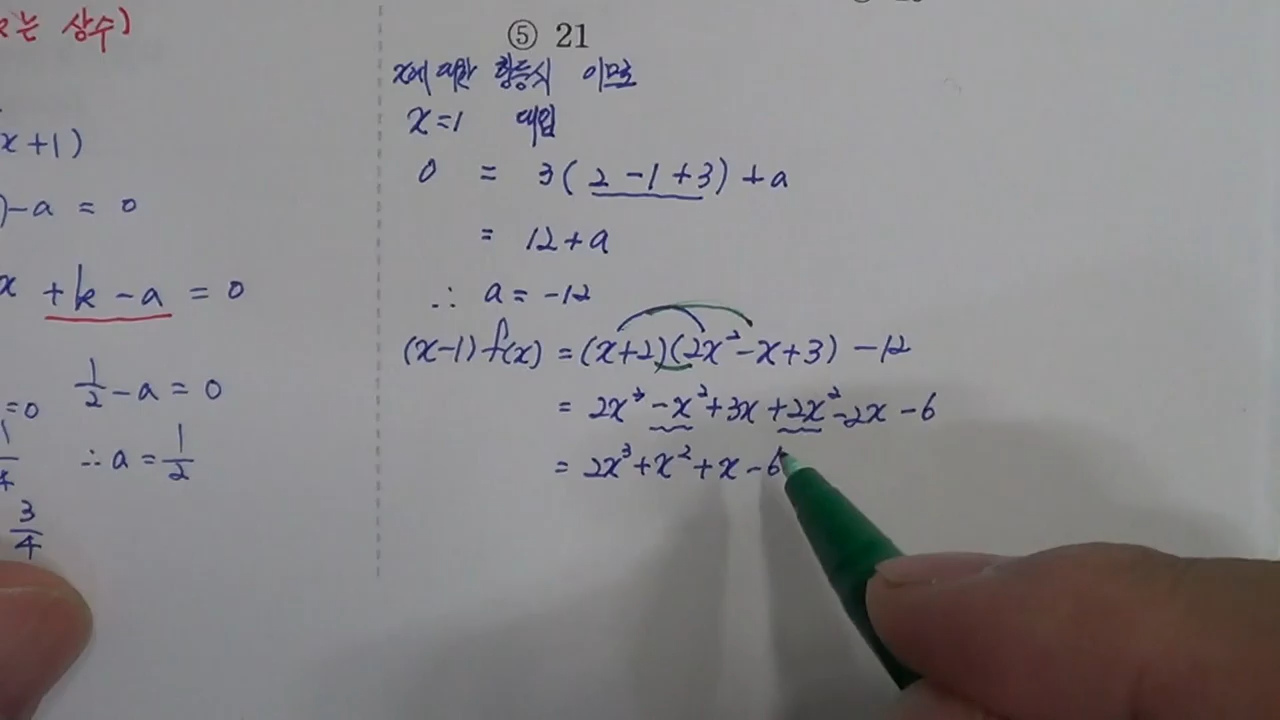 k는 상수)
x+1)
)-a = 0
x +k-a = 0
=0
1/2 - a = 0
∴ a = 1/2
3/4
⑤ 21
x에 대한 항등식 이므로
x=1 대입
0 = 3(2-1+3)+a
= 12+a
∴ a = -12
(x-1)f(x) = (x+2)(2x²-x+3) -12
= 2x³-x²+3x+2x²-2x-6
= 2x³+x²+x-6